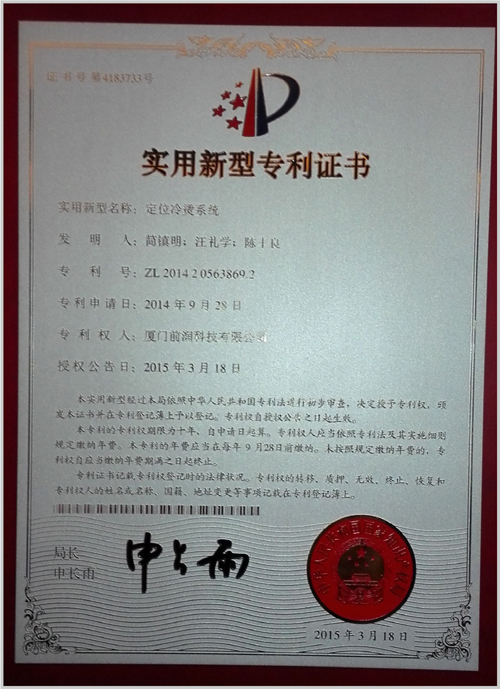 证书号第4183733号
实用新型专利证书
实用新型名称：定位冷烫系统
发 明 人：简镇明；汪礼学；陈十良
专 利 号：ZL 2014 2 0563869.2
专利申请日：2014年9月28日
专 利 权 人：厦门前润科技有限公司
授权公告日：2015年3月18日
本实用新型经过本局依照中华人民共和国专利法进行初步审查，决定授予专利权，颁
发本证书并在专利登记簿上予以登记。专利权自授权公告之日起生效。
本专利的专利权期限为十年，自申请日起算。专利权人应当依照专利法及其实施细则
规定缴纳年费。本专利的年费应当在每年 9月28日前缴纳。未按照规定缴纳年费的，专
利权自应当缴纳年费期满之日起终止。
专利证书记载专利权登记时的法律状况。专利权的转移、质押、无效、终止、恢复和
专利权人的姓名或名称、国籍、地址变更等事项记载在专利登记簿上。
局长
申长雨
申长雨
中华人民共和国国家知识产权局
2015年3月18日